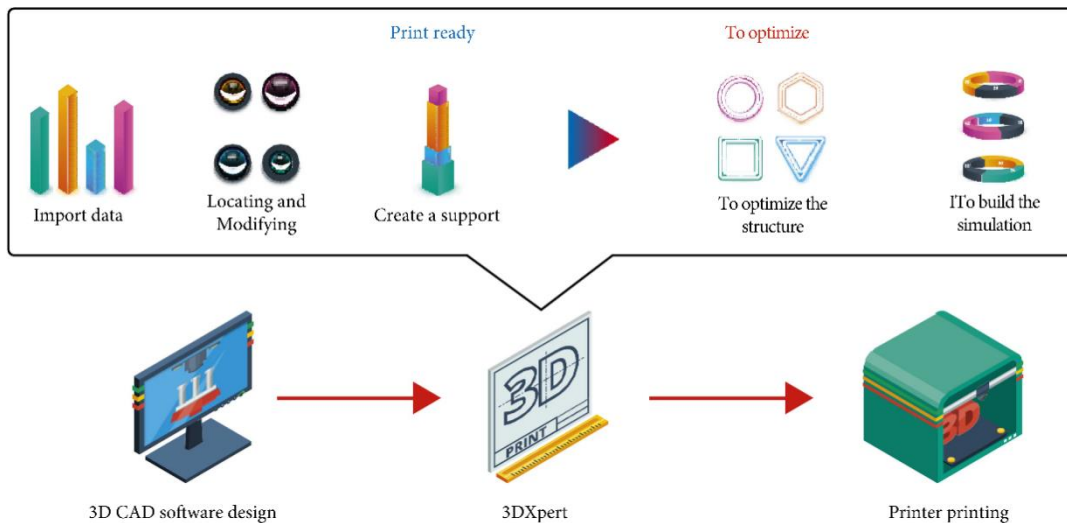 Print ready
To optimize
Import data
Locating and
Modifying
Create a support
To optimize the
structure
ITo build the
simulation
3D
PRINT
3D
3D CAD software design
3DXpert
Printer printing